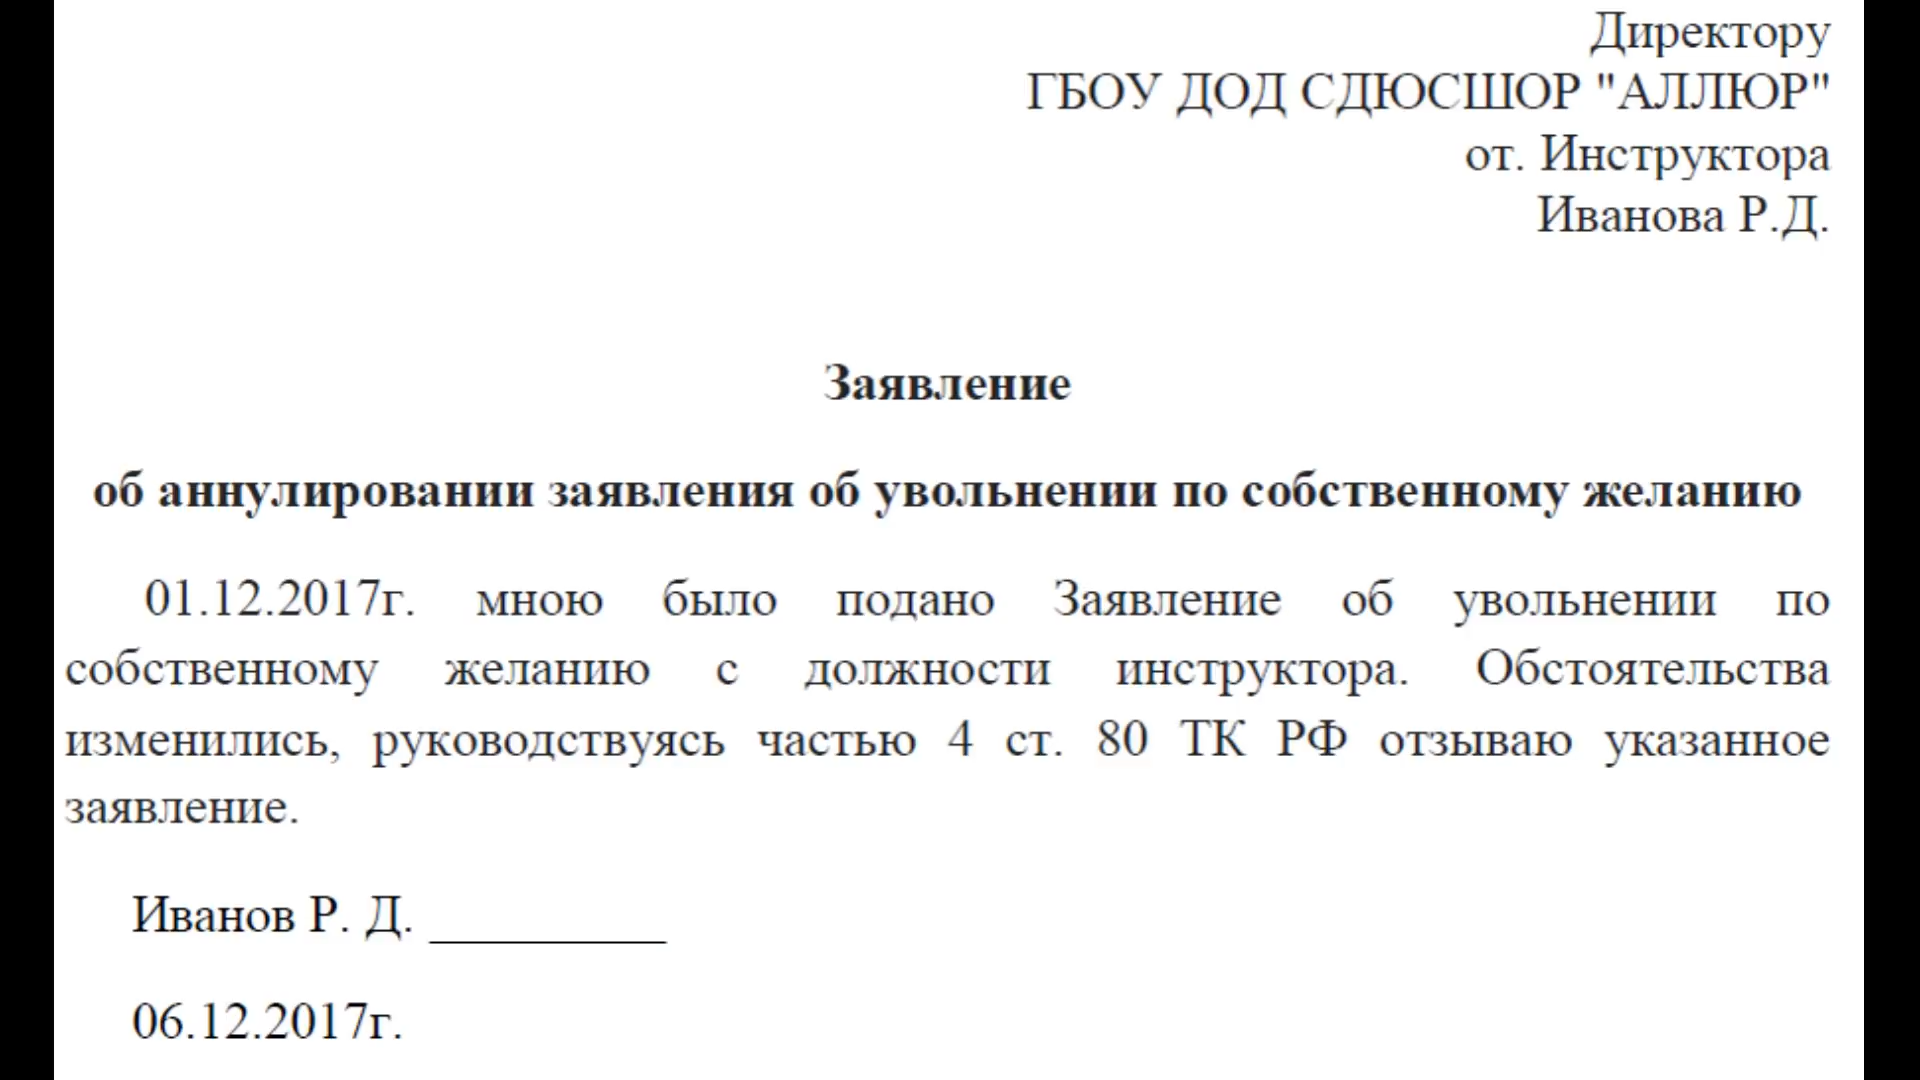 Директору
ГБОУ ДОД СДЮСШОР "АЛЛЮР"
от. Инструктора
Иванова Р.Д.
Заявление
об аннулировании заявления об увольнении по собственному желанию
01.12.2017г. мною было подано Заявление об увольнении по
собственному желанию с должности инструктора. Обстоятельства
изменились, руководствуясь частью 4 ст. 80 ТК РФ отзываю указанное
заявление.
Иванов Р. Д. __________
06.12.2017г.